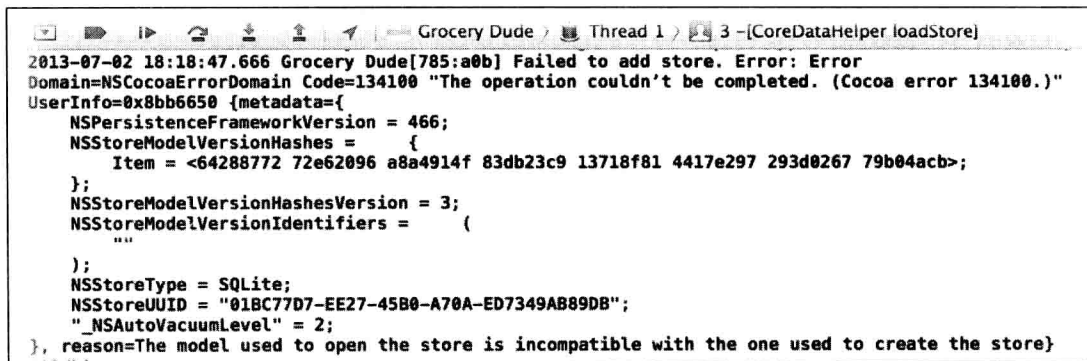 Grocery Dude › Thread 1 › 3 -[CoreDataHelper loadStore]
2013-07-02 18:18:47.666 Grocery Dude[785:a0b] Failed to add store. Error: Error
Domain=NSCocoaErrorDomain Code=134100 "The operation couldn't be completed. (Cocoa error 134100.)"
UserInfo=0x8bb6650 {metadata={
    NSPersistenceFrameworkVersion = 466;
    NSStoreModelVersionHashes =     {
        Item = <64288772 72e62096 a8a4914f 83db23c9 13718f81 4417e297 293d0267 79b04acb>;
    };
    NSStoreModelVersionHashesVersion = 3;
    NSStoreModelVersionIdentifiers =     (
        ""
    );
    NSStoreType = SQLite;
    NSStoreUUID = "01BC77D7-EE27-45B0-A70A-ED7349AB89DB";
    "_NSAutoVacuumLevel" = 2;
}, reason=The model used to open the store is incompatible with the one used to create the store}